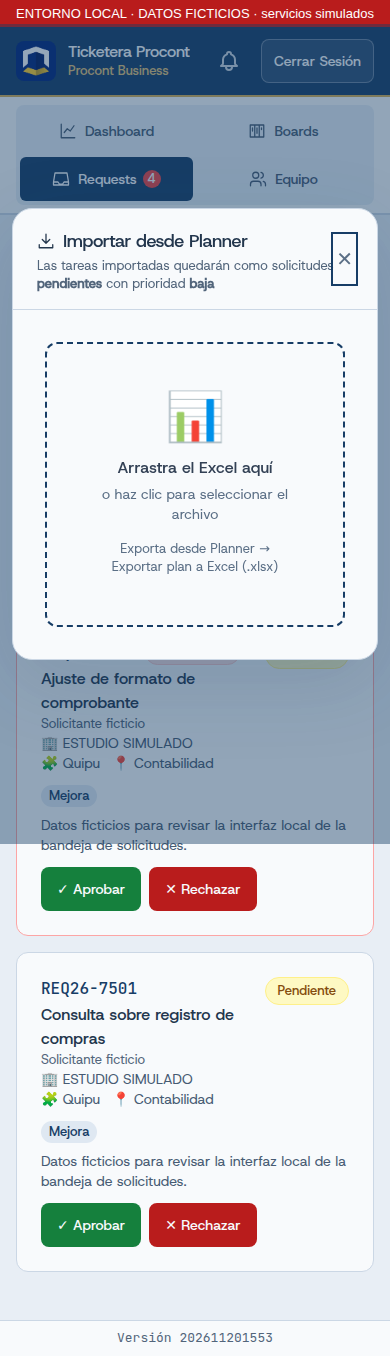 ENTORNO LOCAL · DATOS FICTICIOS · servicios simulados
Ticketera Procont
Procont Business
Cerrar Sesión
Dashboard
Boards
Requests 4
Equipo
Importar desde Planner
Las tareas importadas quedarán como solicitudes
pendientes con prioridad baja
×
Arrastra el Excel aquí
o haz clic para seleccionar el
archivo
Exporta desde Planner →
Exportar plan a Excel (.xlsx)
Ajuste de formato de
comprobante
Solicitante ficticio
ESTUDIO SIMULADO
Quipu Contabilidad
Mejora
Datos ficticios para revisar la interfaz local de la
bandeja de solicitudes.
✓ Aprobar
✕ Rechazar
REQ26-7501
Pendiente
Consulta sobre registro de
compras
Solicitante ficticio
ESTUDIO SIMULADO
Quipu Contabilidad
Mejora
Datos ficticios para revisar la interfaz local de la
bandeja de solicitudes.
✓ Aprobar
✕ Rechazar
Versión 202611201553